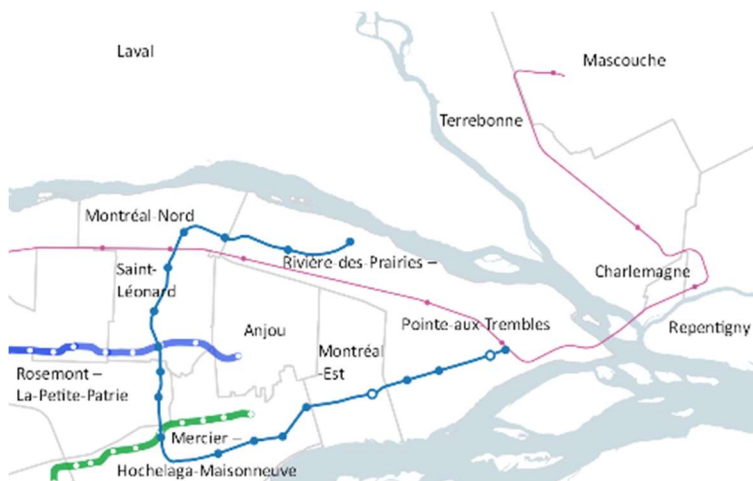 Laval
Mascouche
Terrebonne
Montréal-Nord
Rivière-des-Prairies –
Saint-
Léonard
Charlemagne
Pointe-aux Trembles
Repentigny
Anjou
Montréal
-Est
Rosemont –
La-Petite-Patrie
Mercier –
Hochelaga-Maisonneuve